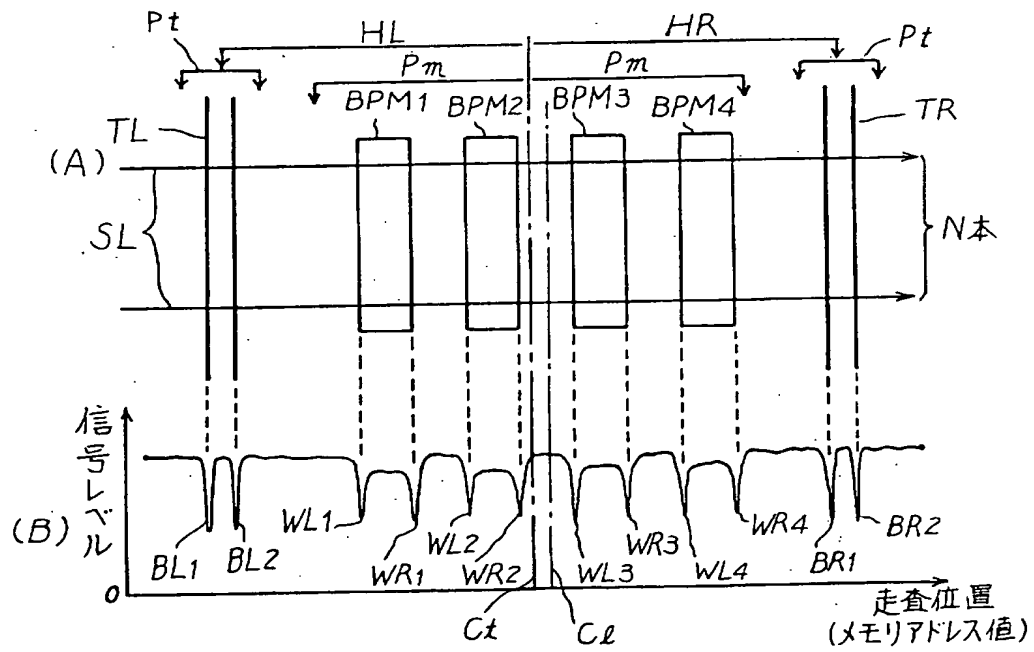 Pt HL HR Pt
Pm Pm
BPM1 BPM2 BPM3 BPM4
TL TR
(A)
SL N本
信号レベル
(B)
WL1 WR1 WL2 WR2 WL3 WR3 WL4 WR4
BL1 BL2 BR1 BR2
0
Ct Cl
走査位置
(メモリアドレス値)